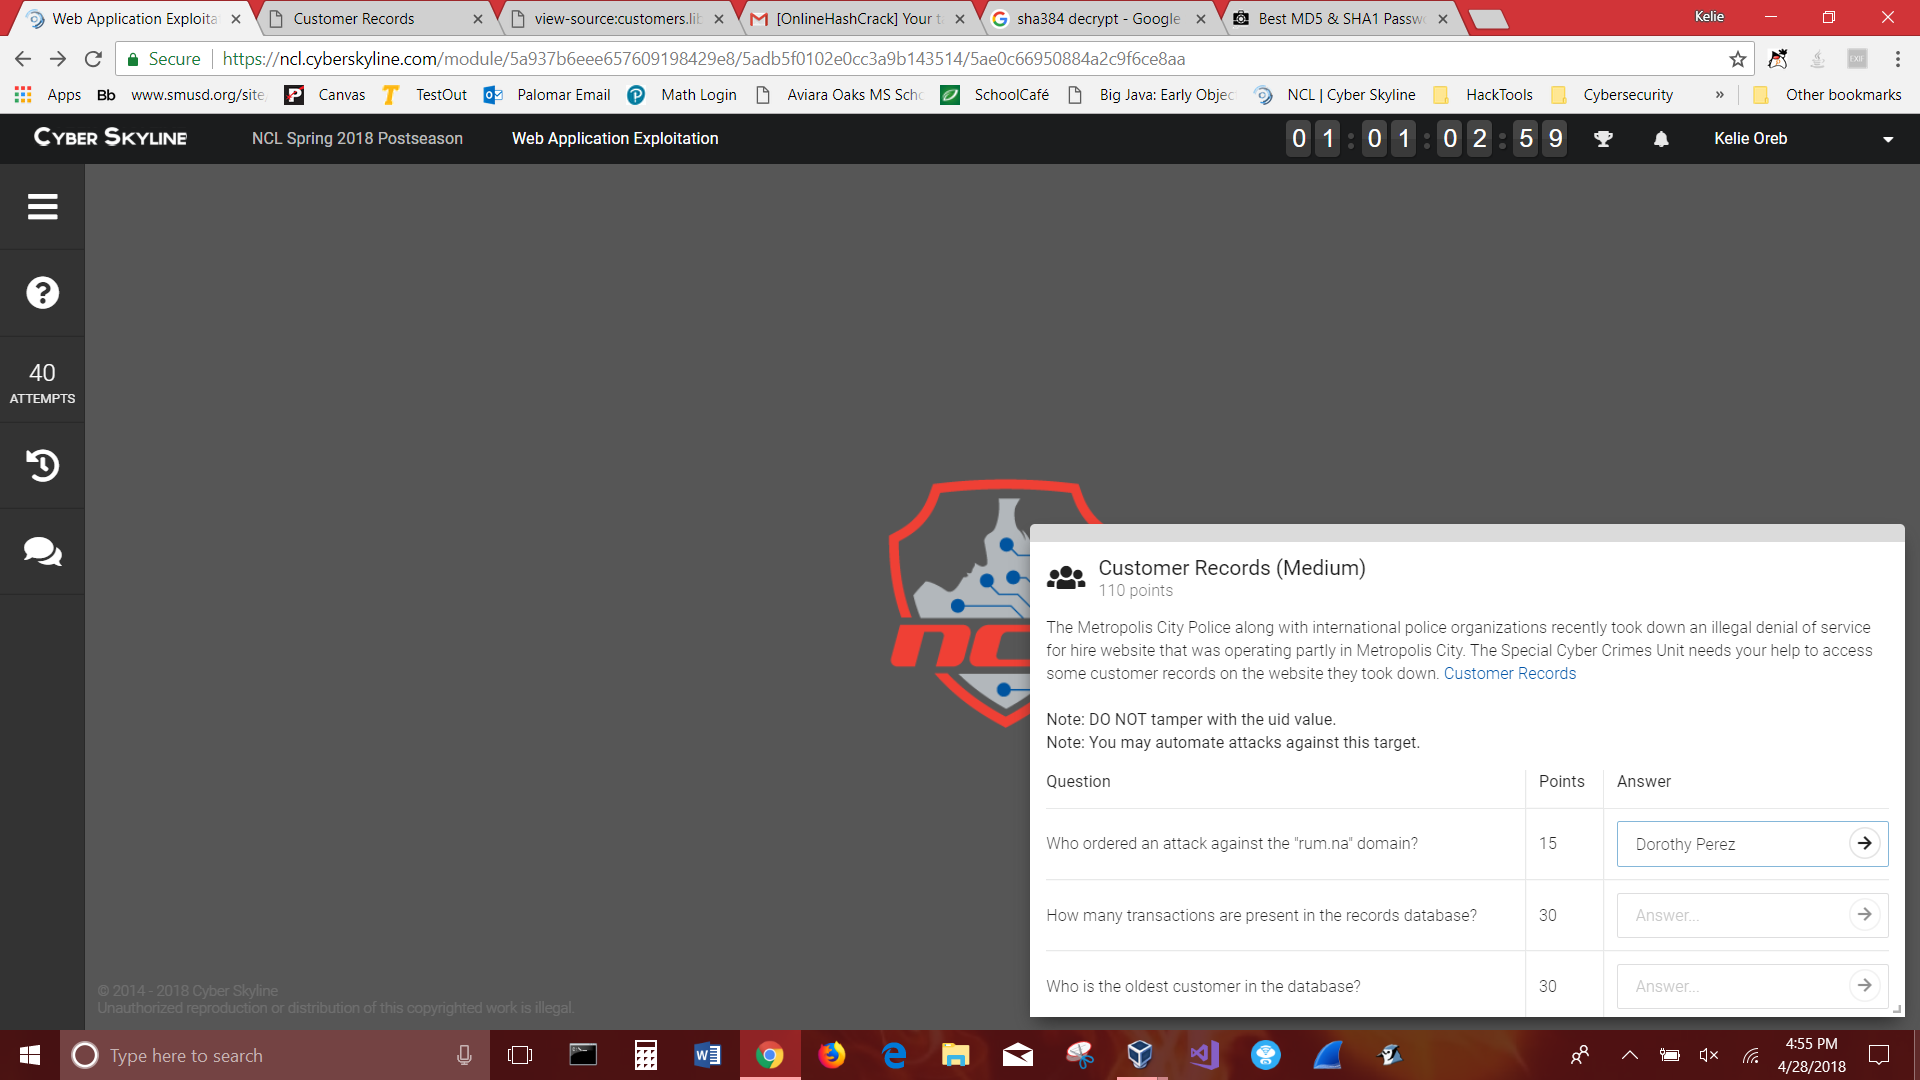 Web Application Exploita
Customer Records
view-source:customers.lib
[OnlineHashCrack] Your t
sha384 decrypt - Google
Best MD5 & SHA1 Passw
Kelie
Secure
https://ncl.cyberskyline.com/module/5a937b6eee657609198429e8/5adb5f0102e0cc3a9b143514/5ae0c66950884a2c9f6ce8aa
Apps
Bb
www.smusd.org/site
Canvas
TestOut
Palomar Email
Math Login
Aviara Oaks MS Scho
SchoolCafé
Big Java: Early Objec
NCL | Cyber Skyline
HackTools
Cybersecurity
»
Other bookmarks
CYBER SKYLINE
NCL Spring 2018 Postseason
Web Application Exploitation
01:01:02:59
Kelie Oreb
40
ATTEMPTS
Customer Records (Medium)
110 points
The Metropolis City Police along with international police organizations recently took down an illegal denial of service
for hire website that was operating partly in Metropolis City. The Special Cyber Crimes Unit needs your help to access
some customer records on the website they took down. Customer Records
Note: DO NOT tamper with the uid value.
Note: You may automate attacks against this target.
Question Points Answer
Who ordered an attack against the "rum.na" domain? 15 Dorothy Perez
How many transactions are present in the records database? 30 Answer...
Who is the oldest customer in the database? 30 Answer...
© 2014 - 2018 Cyber Skyline
Unauthorized reproduction or distribution of this copyrighted work is illegal.
Type here to search
4:55 PM
4/28/2018